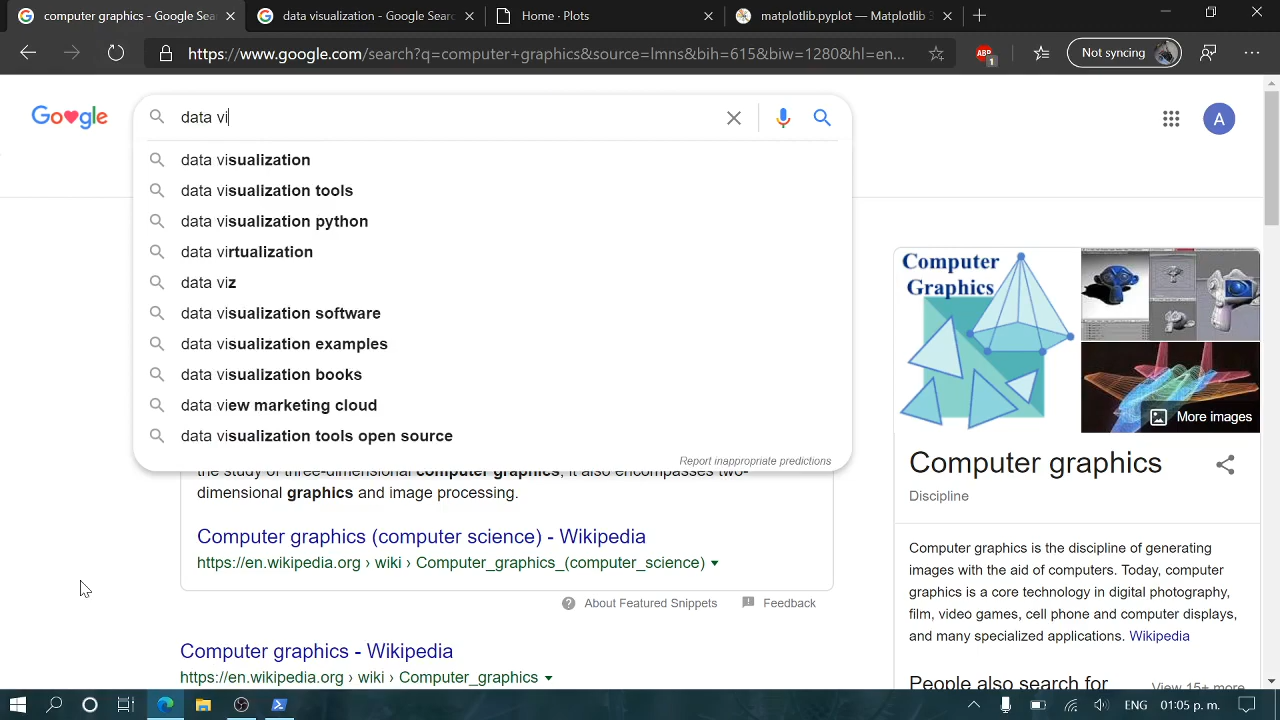 computer graphics - Google Sear
data visualization - Google Searc
Home · Plots
matplotlib.pyplot — Matplotlib 3
https://www.google.com/search?q=computer+graphics&source=lmns&bih=615&biw=1280&hl=en...
ABP
1
Not syncing
Go gle
data vi
A
data visualization
data visualization tools
data visualization python
data virtualization
data viz
data visualization software
data visualization examples
data visualization books
data view marketing cloud
data visualization tools open source
Report inappropriate predictions
the study of three-dimensional computer graphics, it also encompasses two-
dimensional graphics and image processing.
Computer graphics (computer science) - Wikipedia
https://en.wikipedia.org › wiki › Computer_graphics_(computer_science)
About Featured Snippets
Feedback
Computer graphics - Wikipedia
https://en.wikipedia.org › wiki › Computer_graphics
Computer
Graphics
More images
Computer graphics
Discipline
Computer graphics is the discipline of generating
images with the aid of computers. Today, computer
graphics is a core technology in digital photography,
film, video games, cell phone and computer displays,
and many specialized applications. Wikipedia
People also search for
View 15+ more
ENG
01:05 p. m.